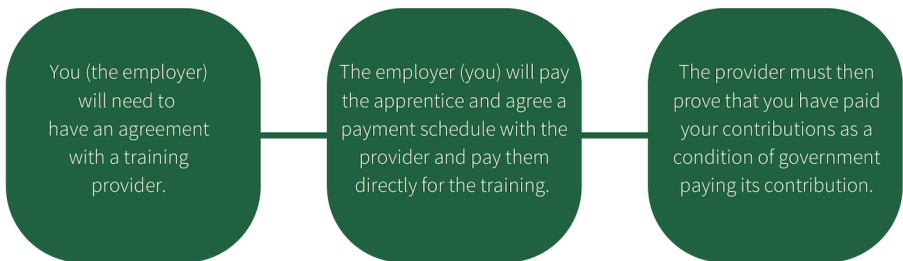 You (the employer)
will need to
have an agreement
with a training
provider.
The employer (you) will pay
the apprentice and agree a
payment schedule with the
provider and pay them
directly for the training.
The provider must then
prove that you have paid
your contributions as a
condition of government
paying its contribution.